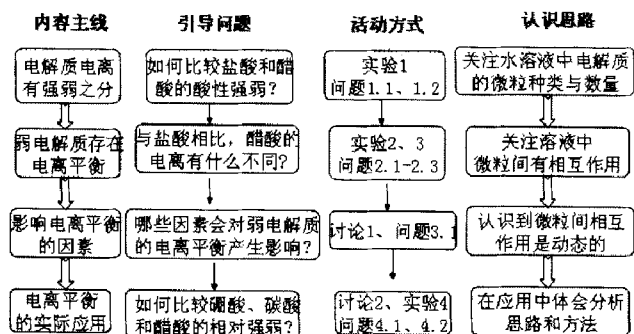 内容主线 引导问题 活动方式 认识思路
电解质电离
有强弱之分
如何比较盐酸和醋
酸的酸性强弱?
实验1
问题1.1、1.2
关注水溶液中电解质
的微粒种类与数量
弱电解质存在
电离平衡
与盐酸相比，醋酸的
电离有什么不同?
实验2、3
问题2.1-2.3
关注溶液中
微粒间有相互作用
影响电离平衡
的因素
哪些因素会对弱电解质
的电离平衡产生影响?
讨论1、问题3.1
认识到微粒间相互
作用是动态的
电离平衡
的实际应用
如何比较硼酸、碳酸
和醋酸的相对强弱?
讨论2、实验4
问题4.1、4.2
在应用中体会分析
思路和方法